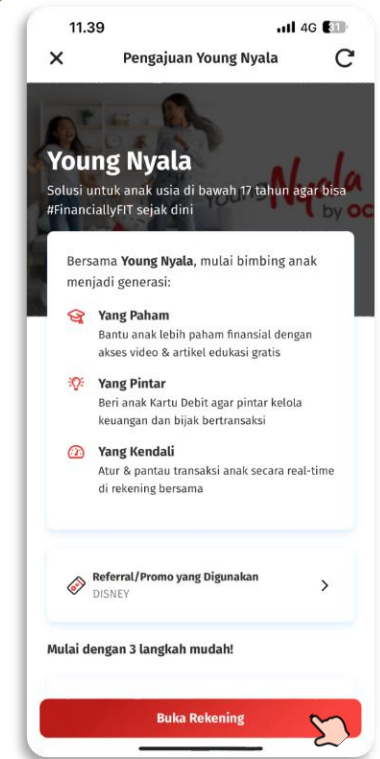 11.39
4G 31
Pengajuan Young Nyala
Young Nyala
Solusi untuk anak usia di bawah 17 tahun agar bisa
#FinanciallyFIT sejak dini
Young Nyala
by OC
Bersama Young Nyala, mulai bimbing anak
menjadi generasi:
Yang Paham
Bantu anak lebih paham finansial dengan
akses video & artikel edukasi gratis
Yang Pintar
Beri anak Kartu Debit agar pintar kelola
keuangan dan bijak bertransaksi
Yang Kendali
Atur & pantau transaksi anak secara real-time
di rekening bersama
Referral/Promo yang Digunakan
DISNEY
Mulai dengan 3 langkah mudah!
Buka Rekening